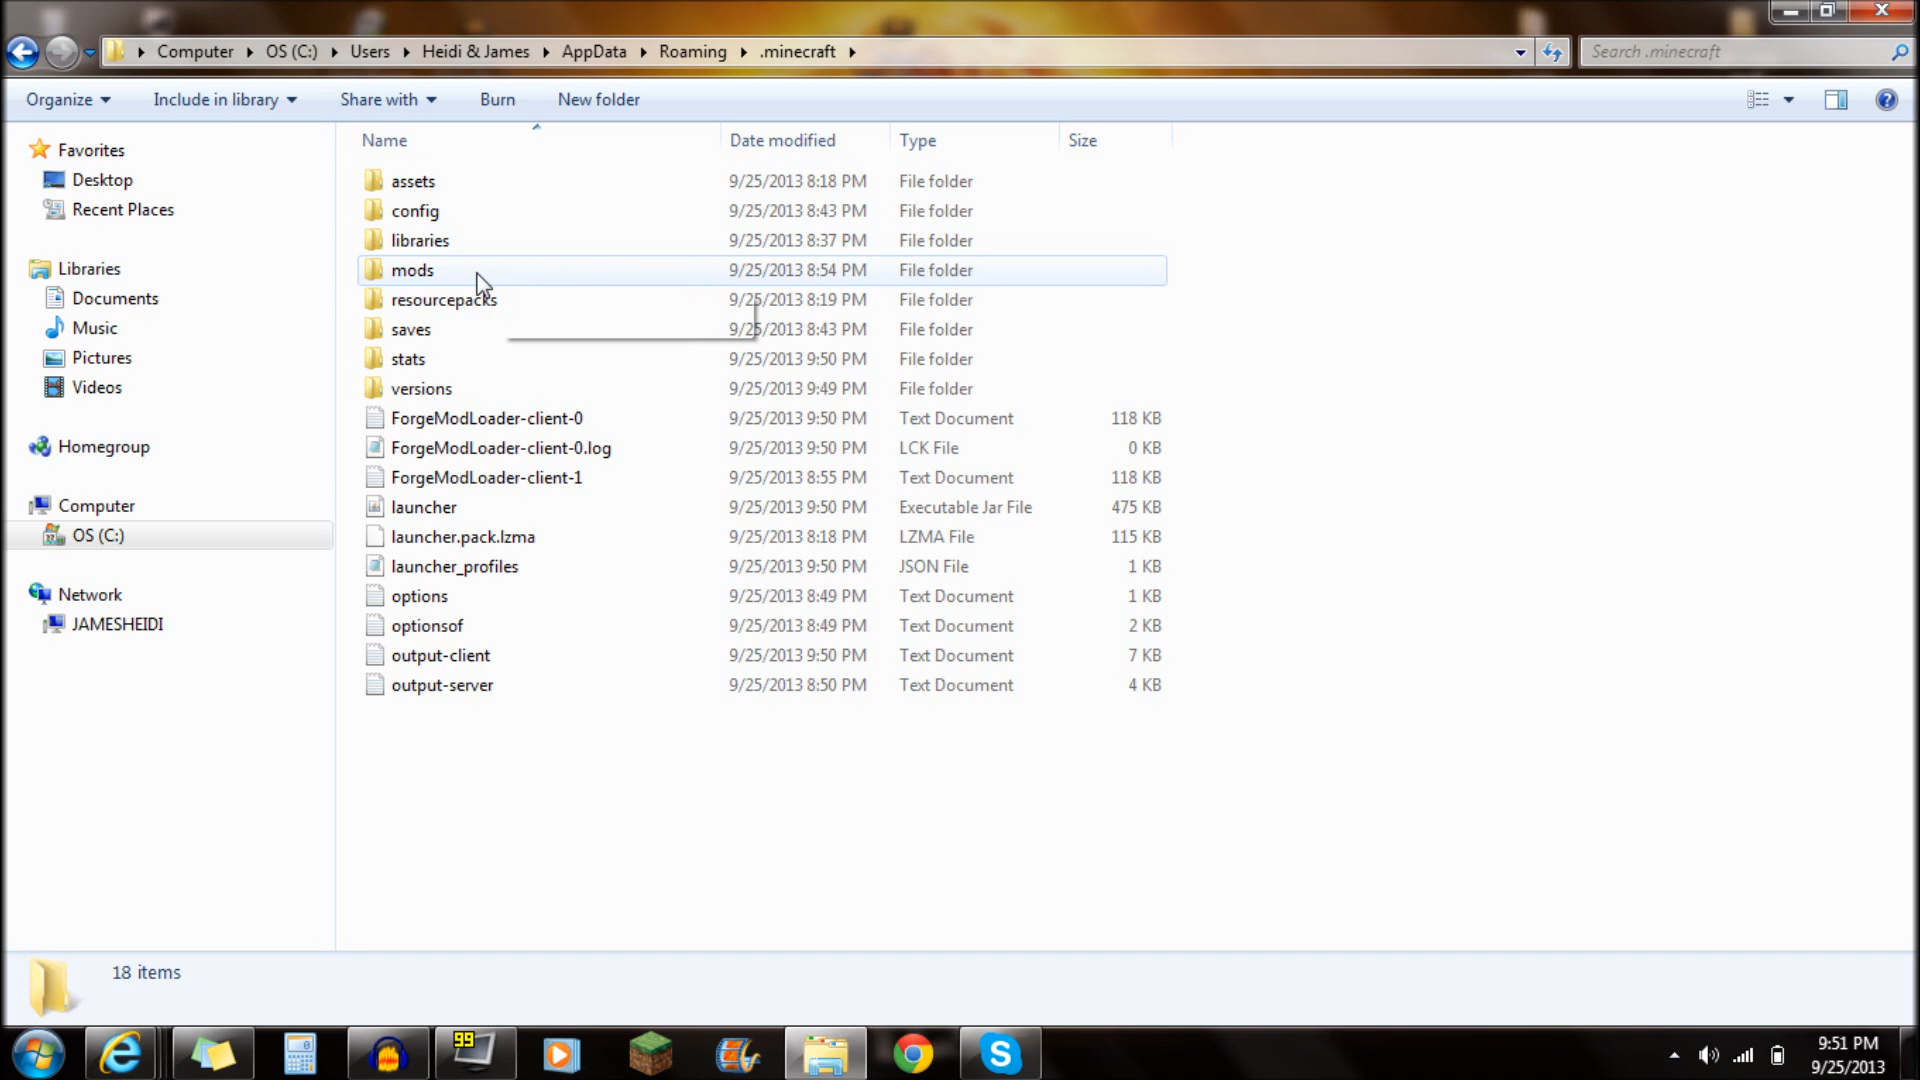 Computer OS (C:) Users Heidi & James AppData Roaming .minecraft Search .minecraft
Organize Include in library Share with Burn New folder
Name Date modified Type Size
Favorites
Desktop
Recent Places
Libraries
Documents
Music
Pictures
Videos
Homegroup
Computer
OS (C:)
Network
JAMESHEIDI
assets 9/25/2013 8:18 PM File folder
config 9/25/2013 8:43 PM File folder
libraries 9/25/2013 8:37 PM File folder
mods 9/25/2013 8:54 PM File folder
resourcepacks 9/25/2013 8:19 PM File folder
saves 9/25/2013 8:43 PM File folder
stats 9/25/2013 9:50 PM File folder
versions 9/25/2013 9:49 PM File folder
ForgeModLoader-client-0 9/25/2013 9:50 PM Text Document 118 KB
ForgeModLoader-client-0.log 9/25/2013 9:50 PM LCK File 0 KB
ForgeModLoader-client-1 9/25/2013 8:55 PM Text Document 118 KB
launcher 9/25/2013 9:50 PM Executable Jar File 475 KB
launcher.pack.lzma 9/25/2013 8:18 PM LZMA File 115 KB
launcher_profiles 9/25/2013 9:50 PM JSON File 1 KB
options 9/25/2013 8:49 PM Text Document 1 KB
optionsof 9/25/2013 8:49 PM Text Document 2 KB
output-client 9/25/2013 9:50 PM Text Document 7 KB
output-server 9/25/2013 8:50 PM Text Document 4 KB
18 items
99
9:51 PM
9/25/2013